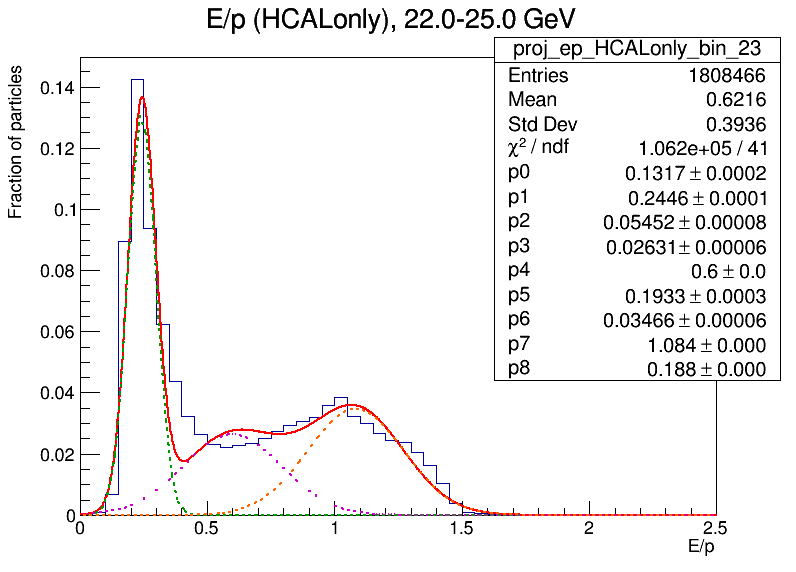 E/p (HCALonly), 22.0-25.0 GeV
proj_ep_HCALonly_bin_23
Entries 1808466
Mean 0.6216
Std Dev 0.3936
χ² / ndf 1.062e+05 / 41
p0 0.1317 ± 0.0002
p1 0.2446 ± 0.0001
p2 0.05452 ± 0.00008
p3 0.02631 ± 0.00006
p4 0.6 ± 0.0
p5 0.1933 ± 0.0003
p6 0.03466 ± 0.00006
p7 1.084 ± 0.000
p8 0.188 ± 0.000
Fraction of particles
0.14
0.12
0.1
0.08
0.06
0.04
0.02
0
0 0.5 1 1.5 2 2.5
E/p